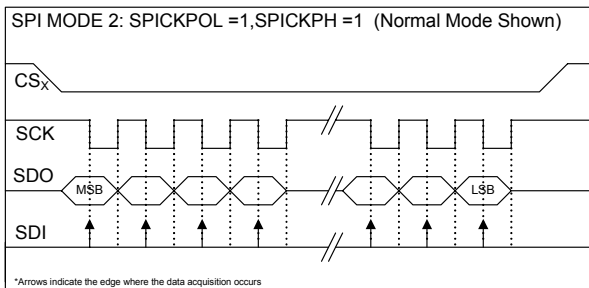 SPI MODE 2: SPICKPOL =1,SPICKPH =1 (Normal Mode Shown)
CSX
SCK
SDO
MSB
LSB
SDI
*Arrows indicate the edge where the data acquisition occurs